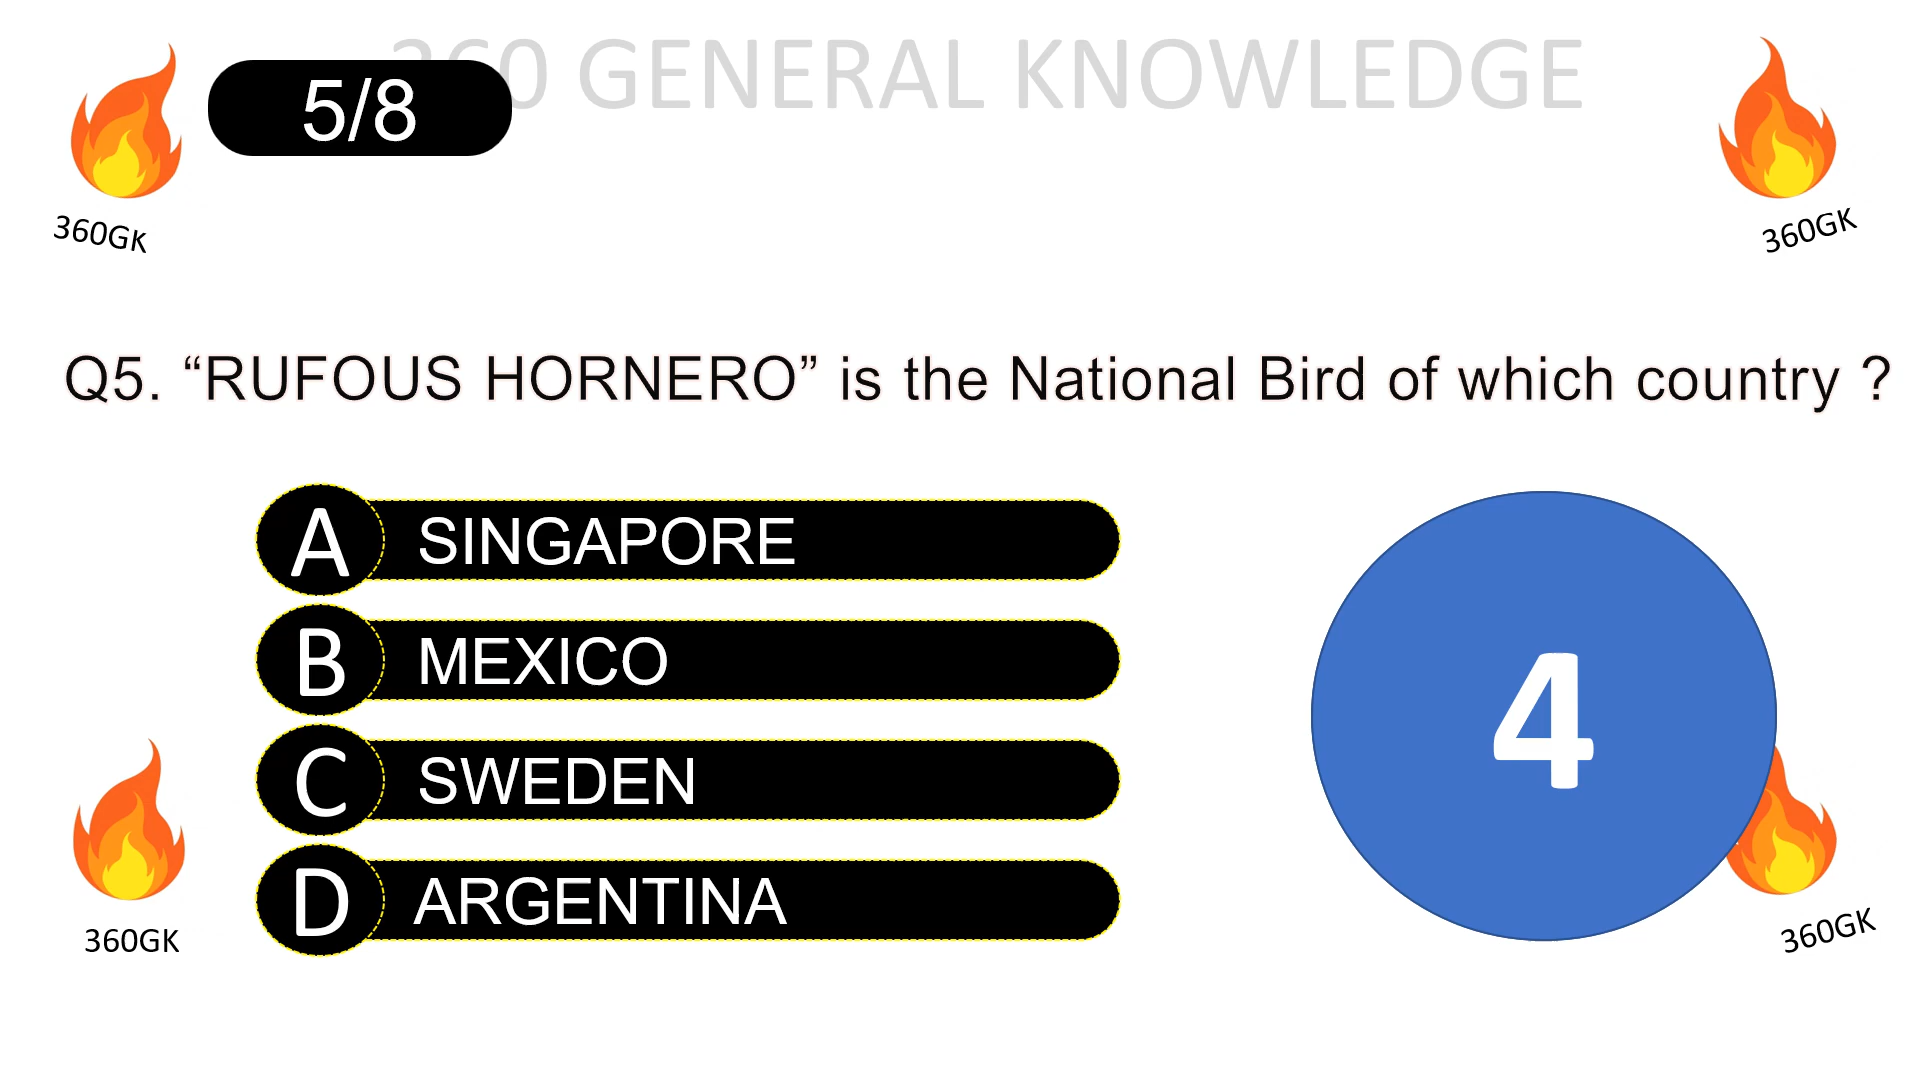 360 GENERAL KNOWLEDGE
5/8
360GK
360GK
Q5. “RUFOUS HORNERO” is the National Bird of which country ?
A SINGAPORE
B MEXICO
C SWEDEN
D ARGENTINA
4
360GK
360GK